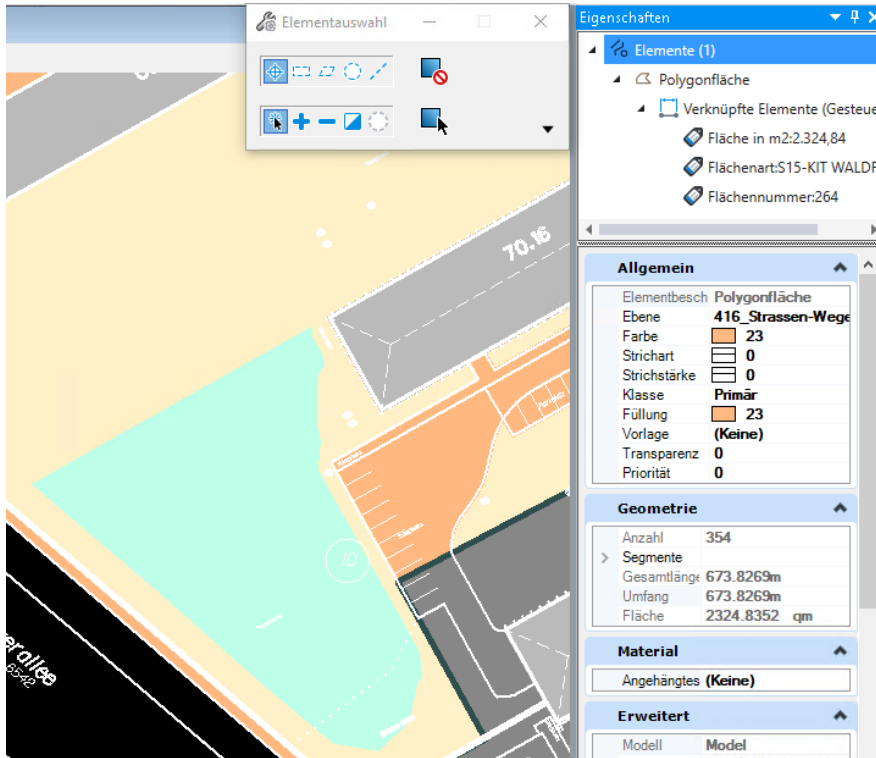 Elementauswahl
Eigenschaften
Elemente (1)
Polygonfläche
Verknüpfte Elemente (Gesteue
Fläche in m2:2.324,84
Flächenart:S15-KIT WALDF
Flächennummer:264
Allgemein
Elementbesch Polygonfläche
Ebene 416_Strassen-Wege
Farbe 23
Strichart 0
Strichstärke 0
Klasse Primär
Füllung 23
Vorlage (Keine)
Transparenz 0
Priorität 0
Geometrie
Anzahl 354
Segmente
Gesamtlänge 673.8269m
Umfang 673.8269m
Fläche 2324.8352 qm
Material
Angehängtes (Keine)
Erweitert
Modell Model
70.16
10
erallee
6542